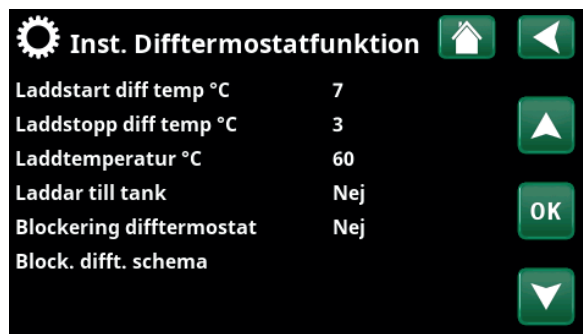 Inst. Difftermostatfunktion
Laddstart diff temp °C 7
Laddstopp diff temp °C 3
Laddtemperatur °C 60
Laddar till tank Nej
Blockering difftermostat Nej
Block. difft. schema
OK